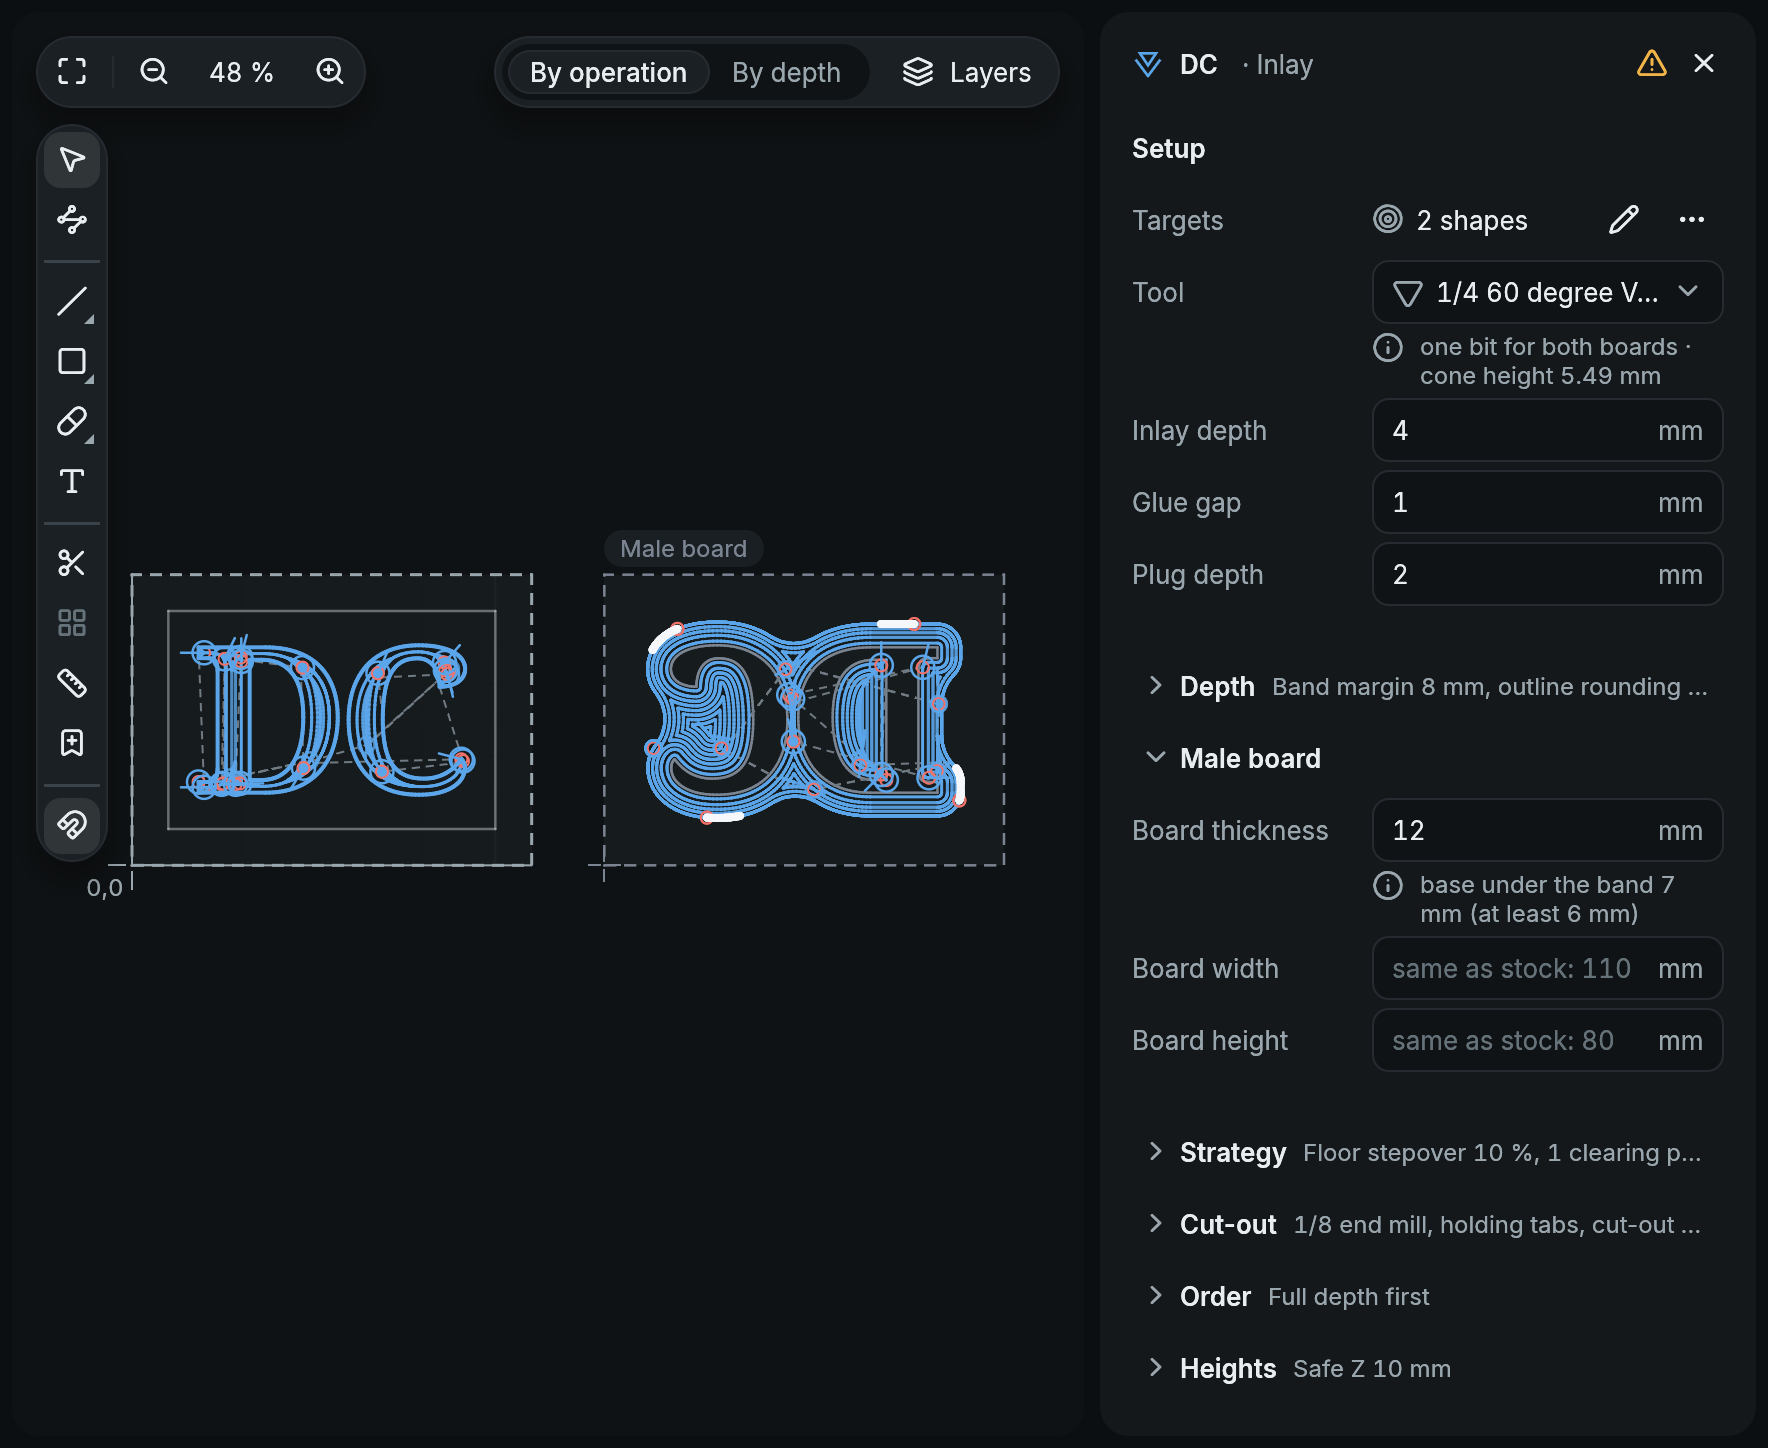 48 %
By operation
By depth
Layers
Male board
0,0
DC · Inlay
Setup
Targets
2 shapes
Tool
1/4 60 degree V...
one bit for both boards ·
cone height 5.49 mm
Inlay depth
4 mm
Glue gap
1 mm
Plug depth
2 mm
Depth Band margin 8 mm, outline rounding ...
Male board
Board thickness
12 mm
base under the band 7
mm (at least 6 mm)
Board width
same as stock: 110 mm
Board height
same as stock: 80 mm
Strategy Floor stepover 10 %, 1 clearing p...
Cut-out 1/8 end mill, holding tabs, cut-out ...
Order Full depth first
Heights Safe Z 10 mm